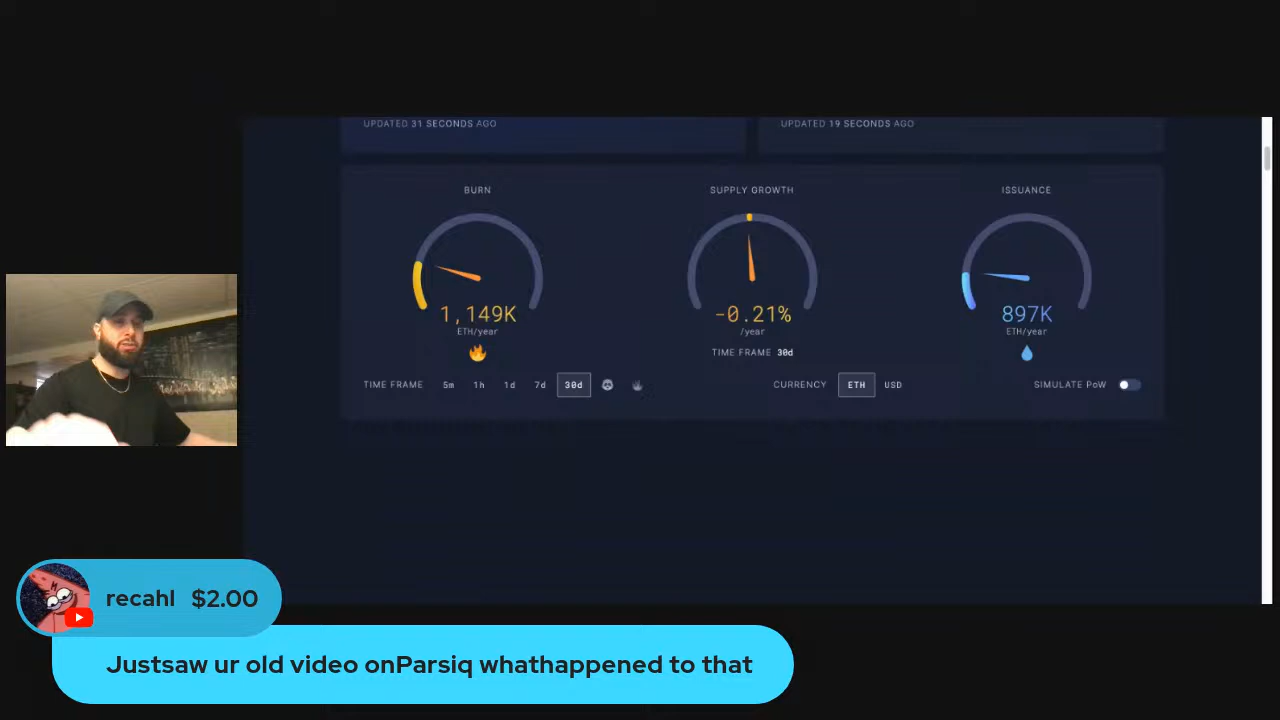 UPDATED 31 SECONDS AGO
UPDATED 19 SECONDS AGO
BURN
SUPPLY GROWTH
ISSUANCE
1,149K
-0.21%
897K
ETH/year
/year
ETH/year
TIME FRAME 30d
TIME FRAME 5m 1h 1d 7d 30d
CURRENCY ETH USD
SIMULATE PoW
recahl $2.00
Justsaw ur old video onParsiq whathappened to that